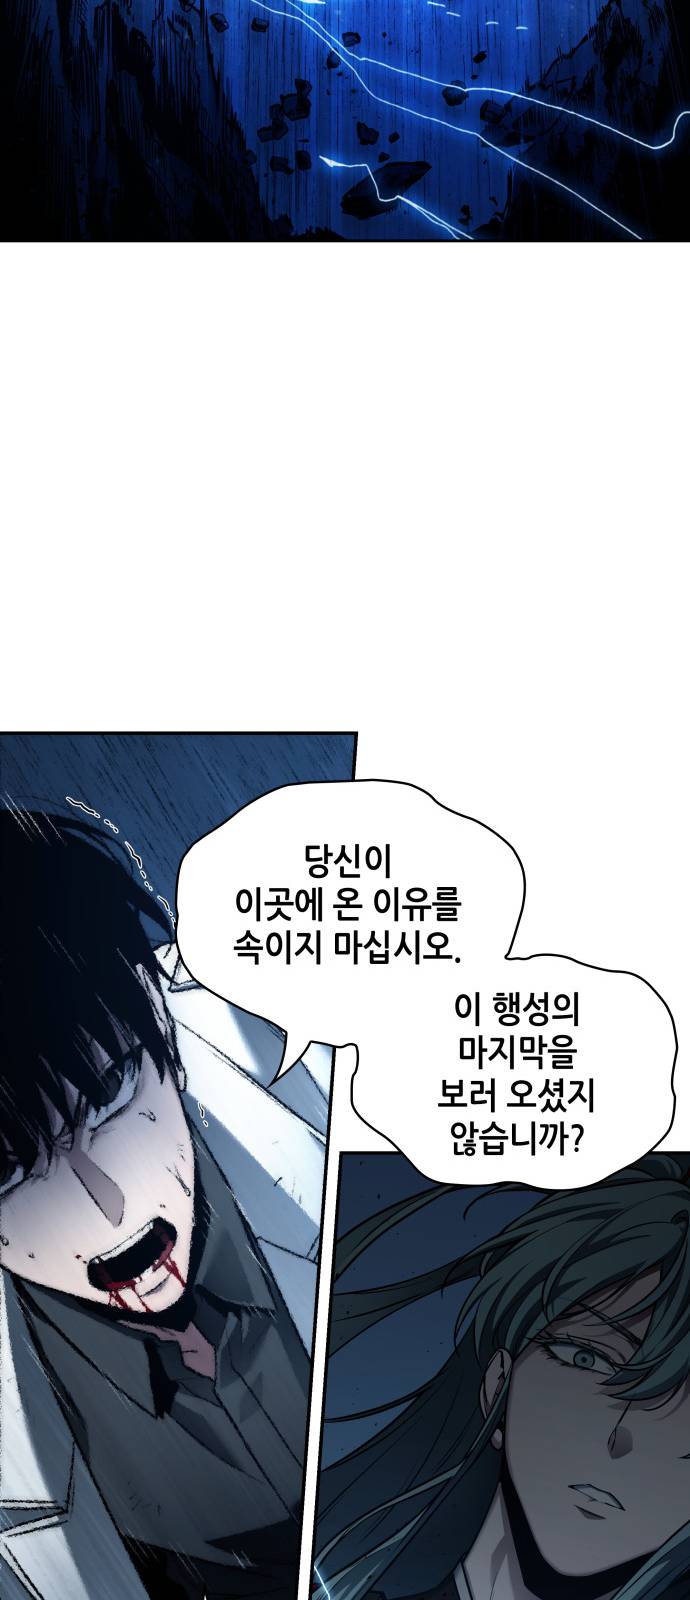 당신이
이곳에 온 이유를
속이지 마십시오.
이 행성의
마지막을
보러 오셨지
않습니까?